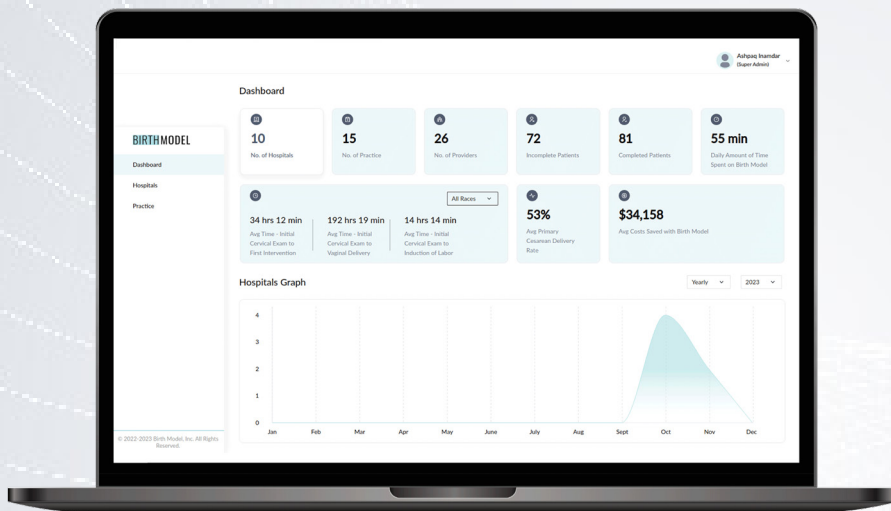 Ashpaq Inamdar
(Super Admin)
BIRTHMODEL
Dashboard
Hospitals
Practice
© 2022-2023 Birth Model, Inc. All Rights
Reserved.
Dashboard
10
No. of Hospitals
15
No. of Practice
26
No. of Providers
72
Incomplete Patients
81
Completed Patients
55 min
Daily Amount of Time
Spent on Birth Model
All Races
34 hrs 12 min
Avg Time - Initial
Cervical Exam to
First Intervention
192 hrs 19 min
Avg Time - Initial
Cervical Exam to
Vaginal Delivery
14 hrs 14 min
Avg Time - Initial
Cervical Exam to
Induction of Labor
53%
Avg Primary
Cesarean Delivery
Rate
$34,158
Avg Costs Saved with Birth Model
Hospitals Graph
Yearly
2023
4
3
2
1
0
Jan Feb Mar Apr May June July Aug Sept Oct Nov Dec